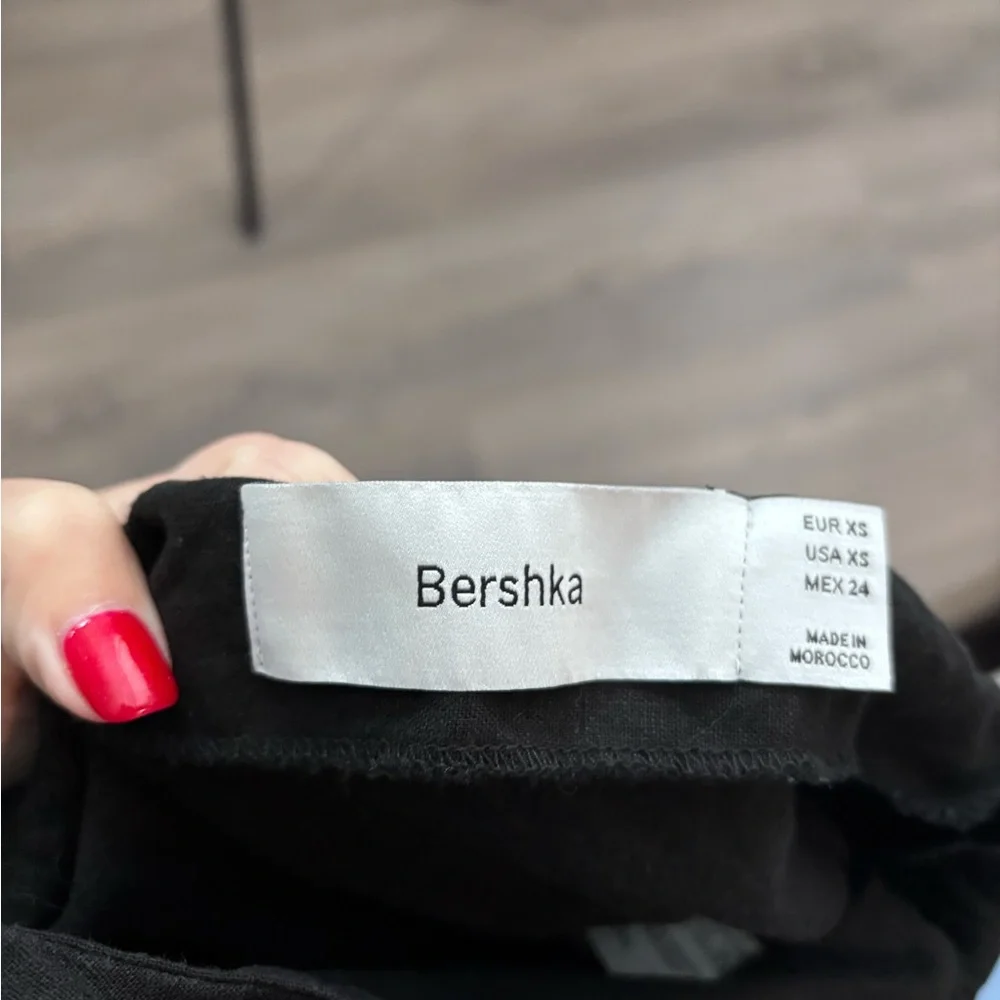 Bershka
EUR XS
USA XS
MEX 24
MADE IN
MOROCCO